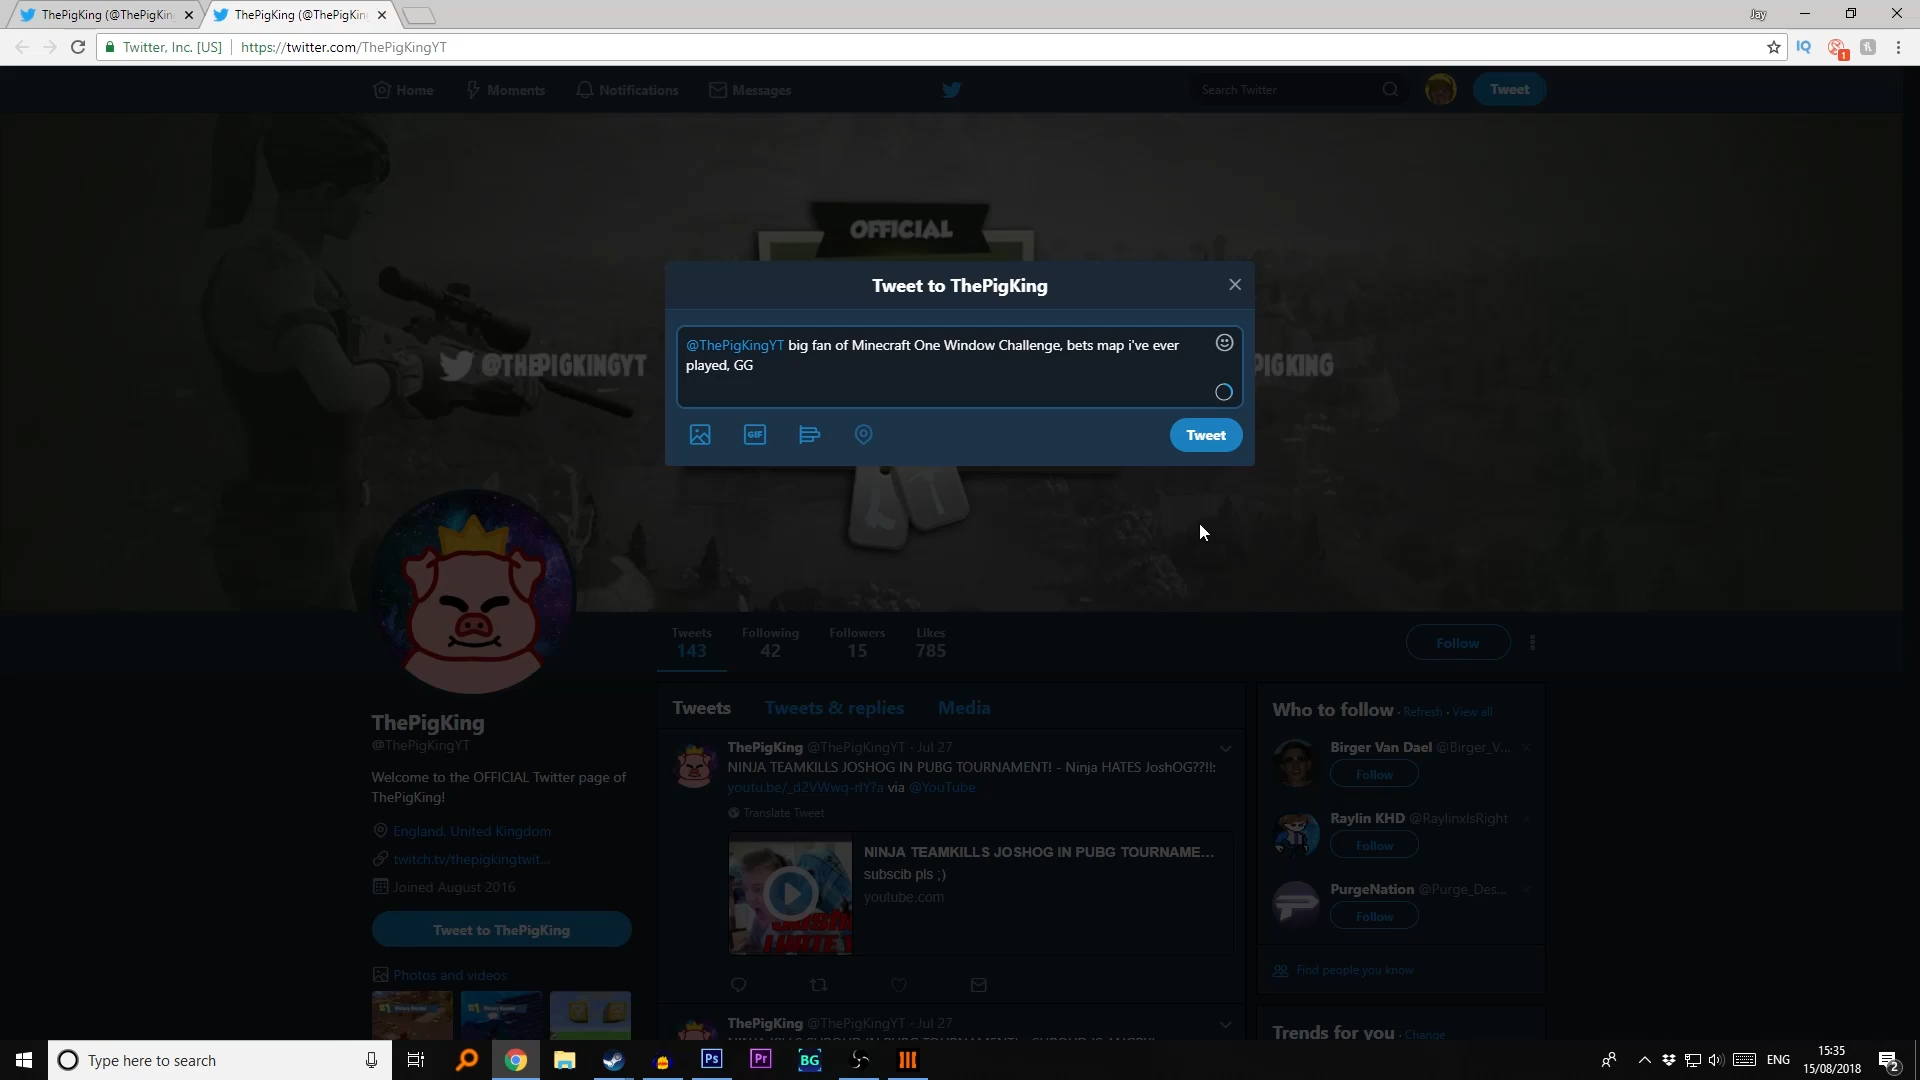 ThePigKing (@ThePigKin
ThePigKing (@ThePigKin
Jay
Twitter, Inc. [US]
https://twitter.com/ThePigKingYT
IQ
1
Home
Moments
Notifications
Messages
Search Twitter
Tweet
OFFICIAL
Tweet to ThePigKing
@ThePigKingYT big fan of Minecraft One Window Challenge, bets map i've ever
played, GG
@THEPIGKINGYT
PIGKING
GIF
Tweet
Tweets
143
Following
42
Followers
15
Likes
785
Follow
ThePigKing
@ThePigKingYT
Welcome to the OFFICIAL Twitter page of
ThePigKing!
England, United Kingdom
twitch.tv/thepigkingtwit...
Joined August 2016
Tweet to ThePigKing
Photos and videos
Tweets
Tweets & replies
Media
ThePigKing @ThePigKingYT · Jul 27
NINJA TEAMKILLS JOSHOG IN PUBG TOURNAMENT! - Ninja HATES JoshOG??!!:
youtu.be/_d2VWwq-rIY?a via @YouTube
Translate Tweet
NINJA TEAMKILLS JOSHOG IN PUBG TOURNAME...
subscib pls ;)
youtube.com
ThePigKing @ThePigKingYT · Jul 27
Who to follow · Refresh · View all
Birger Van Dael @Birger_V...
Follow
Raylin KHD @RaylinxIsRight
Follow
PurgeNation @Purge_Des...
Follow
Find people you know
Trends for you · Change
Type here to search
Ps
Pr
BG
ENG
15:35
15/08/2018
2